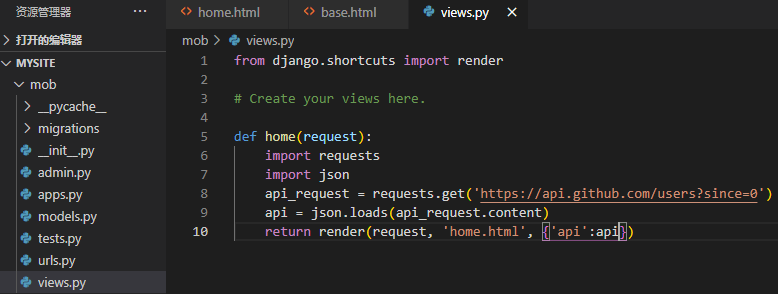 资源管理器 ···
打开的编辑器
MYSITE
mob
__pycache__
migrations
__init__.py
admin.py
apps.py
models.py
tests.py
urls.py
views.py
<> home.html
<> base.html
views.py ×
mob > views.py
1 from django.shortcuts import render
2
3 # Create your views here.
4
5 def home(request):
6     import requests
7     import json
8     api_request = requests.get('https://api.github.com/users?since=0')
9     api = json.loads(api_request.content)
10     return render(request, 'home.html', {'api':api})